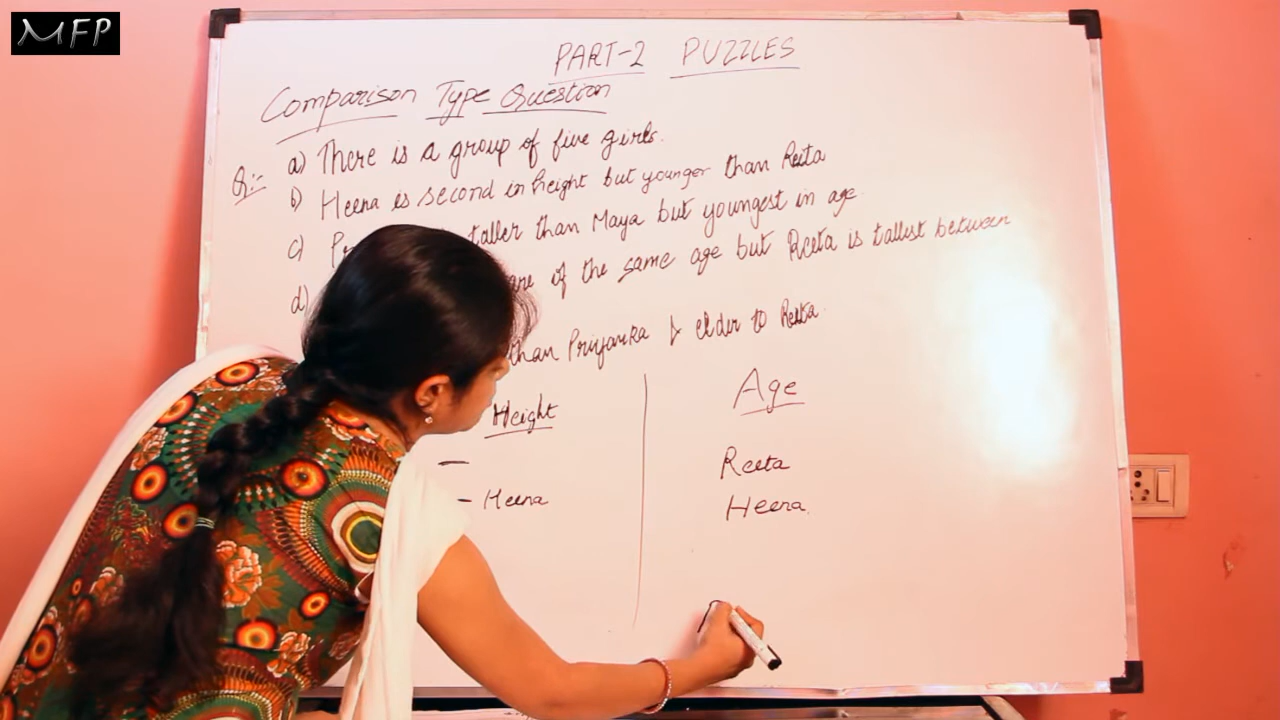 MFP
PART-2 PUZZLES
Comparison Type Question
Q:- a) There is a group of five girls.
b) Heena is second in height but younger than Reeta
c) taller than Maya but youngest in age
d) are of the same age but Reeta is tallest between
than Priyanka & elder to Reeta.
Height
Age
-
Reeta
- Heena
Heena.